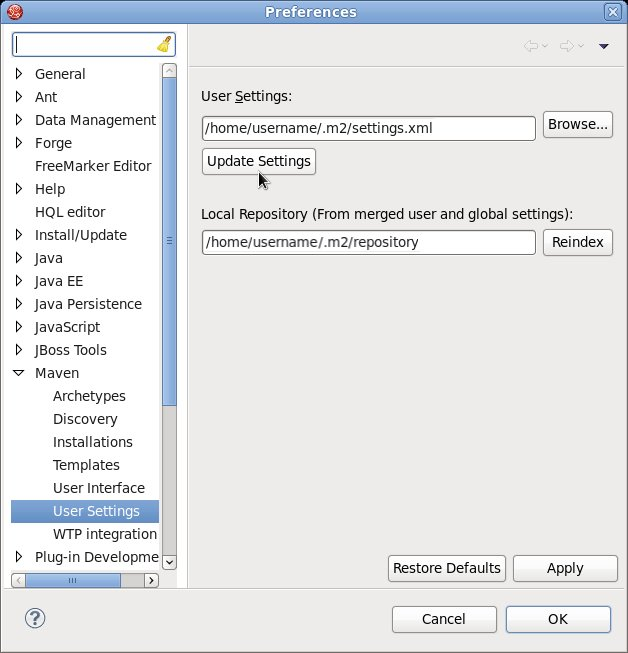 Preferences
General
Ant
Data Management
Forge
FreeMarker Editor
Help
HQL editor
Install/Update
Java
Java EE
Java Persistence
JavaScript
JBoss Tools
Maven
Archetypes
Discovery
Installations
Templates
User Interface
User Settings
WTP integration
Plug-in Developme
User Settings:
/home/username/.m2/settings.xml
Browse...
Update Settings
Local Repository (From merged user and global settings):
/home/username/.m2/repository
Reindex
Restore Defaults
Apply
?
Cancel
OK